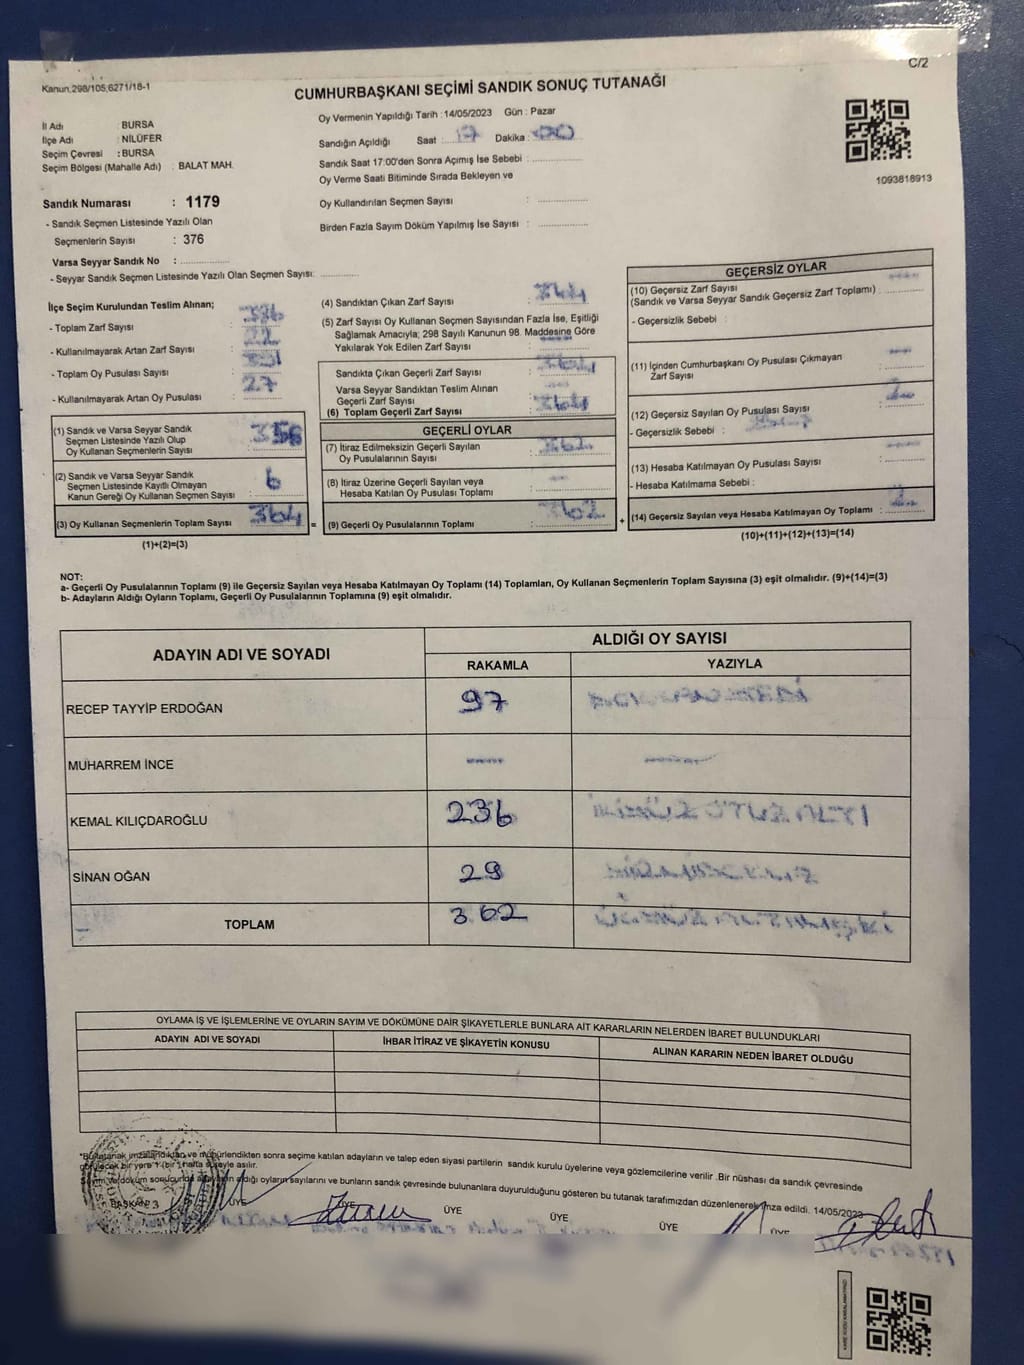 C/2
Kanun,298/105,6271/18-1
CUMHURBAŞKANI SEÇİMİ SANDIK SONUÇ TUTANAĞI
İl Adı : BURSA
İlçe Adı : NİLÜFER
Seçim Çevresi : BURSA
Seçim Bölgesi (Mahalle Adı) : BALAT MAH.
Sandık Numarası : 1179
- Sandık Seçmen Listesinde Yazılı Olan
Seçmenlerin Sayısı : 376
Varsa Seyyar Sandık No :
- Seyyar Sandık Seçmen Listesinde Yazılı Olan Seçmen Sayısı:
Oy Vermenin Yapıldığı Tarih :14/05/2023 Gün : Pazar
Sandığın Açıldığı Saat : 17 Dakika : 00
Sandık Saat 17:00'den Sonra Açımış İse Sebebi :
Oy Verme Saati Bitiminde Sırada Bekleyen ve
Oy Kullandırılan Seçmen Sayısı :
Birden Fazla Sayım Döküm Yapılmış İse Sayısı :
1093818913
İlçe Seçim Kurulundan Teslim Alınan;
- Toplam Zarf Sayısı :
- Kullanılmayarak Artan Zarf Sayısı : 22
- Toplam Oy Pusulası Sayısı :
- Kullanılmayarak Artan Oy Pusulası : 27
(1) Sandık ve Varsa Seyyar Sandık
Seçmen Listesinde Yazılı Olup
Oy Kullanan Seçmenlerin Sayısı :
(2) Sandık ve Varsa Seyyar Sandık
Seçmen Listesinde Kayıtlı Olmayan
Kanun Gereği Oy Kullanan Seçmen Sayısı : 6
(3) Oy Kullanan Seçmenlerin Toplam Sayısı : 364
(1)+(2)=(3)
(4) Sandıktan Çıkan Zarf Sayısı : 364
(5) Zarf Sayısı Oy Kullanan Seçmen Sayısından Fazla İse, Eşitliği
Sağlamak Amacıyla; 298 Sayılı Kanunun 98. Maddesine Göre
Yakılarak Yok Edilen Zarf Sayısı :
Sandıkta Çıkan Geçerli Zarf Sayısı : 364
Varsa Seyyar Sandıktan Teslim Alınan
Geçerli Zarf Sayısı :
(6) Toplam Geçerli Zarf Sayısı : 364
GEÇERLİ OYLAR
(7) İtiraz Edilmeksizin Geçerli Sayılan
Oy Pusulalarının Sayısı : 362
(8) İtiraz Üzerine Geçerli Sayılan veya
Hesaba Katılan Oy Pusulası Toplamı :
= (9) Geçerli Oy Pusulalarının Toplamı : 362
GEÇERSİZ OYLAR
(10) Geçersiz Zarf Sayısı
(Sandık ve Varsa Seyyar Sandık Geçersiz Zarf Toplamı) :
- Geçersizlik Sebebi :
(11) İçinden Cumhurbaşkanı Oy Pusulası Çıkmayan
Zarf Sayısı :
(12) Geçersiz Sayılan Oy Pusulası Sayısı : 2
- Geçersizlik Sebebi :
(13) Hesaba Katılmayan Oy Pusulası Sayısı :
- Hesaba Katılmama Sebebi :
+ (14) Geçersiz Sayılan veya Hesaba Katılmayan Oy Toplamı : 2
(10)+(11)+(12)+(13)=(14)
NOT:
a- Geçerli Oy Pusulalarının Toplamı (9) ile Geçersiz Sayılan veya Hesaba Katılmayan Oy Toplamı (14) Toplamları, Oy Kullanan Seçmenlerin Toplam Sayısına (3) eşit olmalıdır. (9)+(14)=(3)
b- Adayların Aldığı Oyların Toplamı, Geçerli Oy Pusulalarının Toplamına (9) eşit olmalıdır.
ADAYIN ADI VE SOYADI ALDIĞI OY SAYISI
RAKAMLA YAZIYLA
RECEP TAYYİP ERDOĞAN 97
MUHARREM İNCE
KEMAL KILIÇDAROĞLU 236
SİNAN OĞAN 29
TOPLAM 362
OYLAMA İŞ VE İŞLEMLERİNE VE OYLARIN SAYIM VE DÖKÜMÜNE DAİR ŞİKAYETLERLE BUNLARA AİT KARARLARIN NELERDEN İBARET BULUNDUKLARI
ADAYIN ADI VE SOYADI İHBAR İTİRAZ VE ŞİKAYETİN KONUSU ALINAN KARARIN NEDEN İBARET OLDUĞU
*Bu tutanak imzalandıktan ve mühürlendikten sonra seçime katılan adayların ve talep eden siyasi partilerin sandık kurulu üyelerine veya gözlemcilerine verilir .Bir nüshası da sandık çevresinde
görülecek bir yere 1 (bir) hafta süreyle asılır.
Sayım ve döküm sonucunda adayların aldığı oyların sayılarını ve bunların sandık çevresinde bulunanlara duyurulduğunu gösteren bu tutanak tarafımızdan düzenlenerek imza edildi. 14/05/2023
BAŞKAN ÜYE ÜYE ÜYE ÜYE ÜYE ÜYE